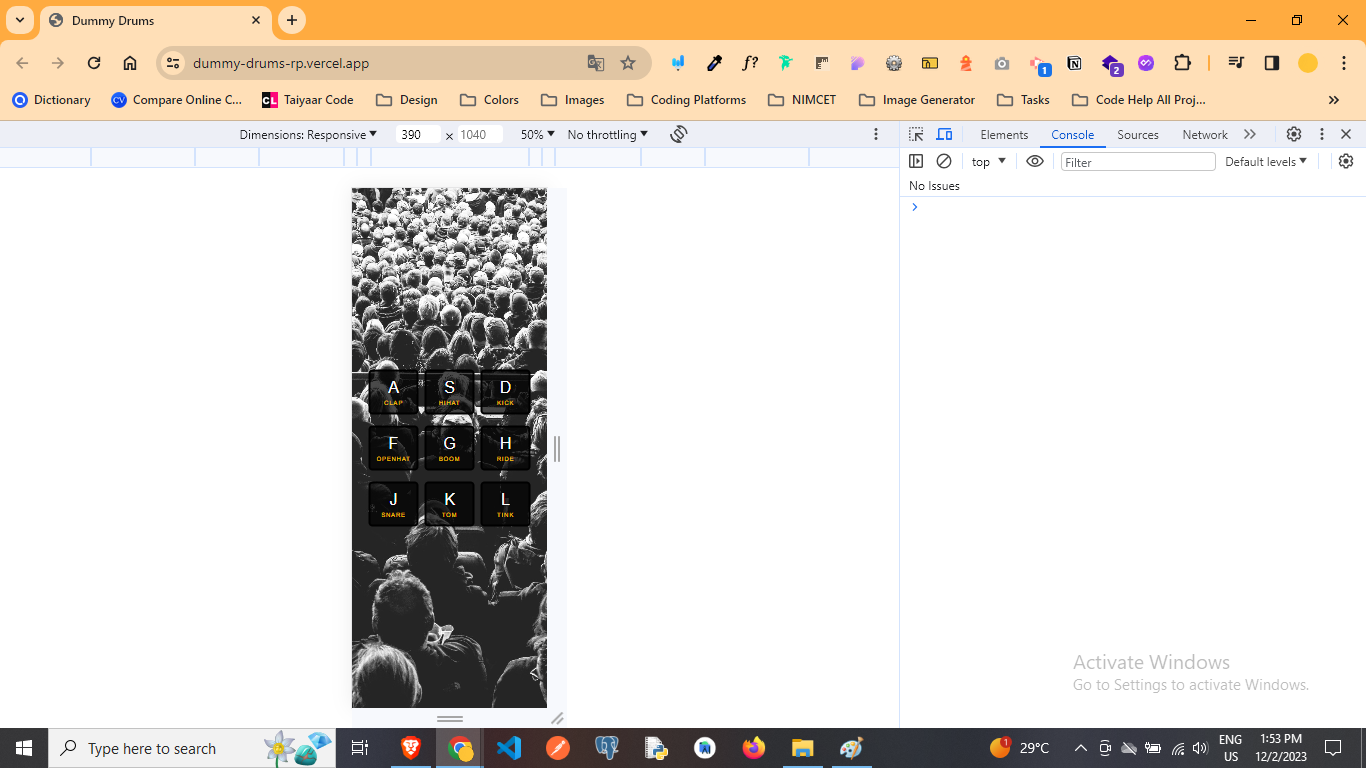 Dummy Drums
dummy-drums-rp.vercel.app
f?
1
2
Dictionary
CV
Compare Online C...
CL
Taiyaar Code
Design
Colors
Images
Coding Platforms
NIMCET
Image Generator
Tasks
Code Help All Proj...
Dimensions: Responsive
390
x
1040
50%
No throttling
Elements
Console
Sources
Network
top
Filter
Default levels
No Issues
A
S
D
CLAP
HIHAT
KICK
F
G
H
OPENHAT
BOOM
RIDE
J
K
L
SNARE
TOM
TINK
Activate Windows
Go to Settings to activate Windows.
Type here to search
1
29°C
ENG
US
1:53 PM
12/2/2023